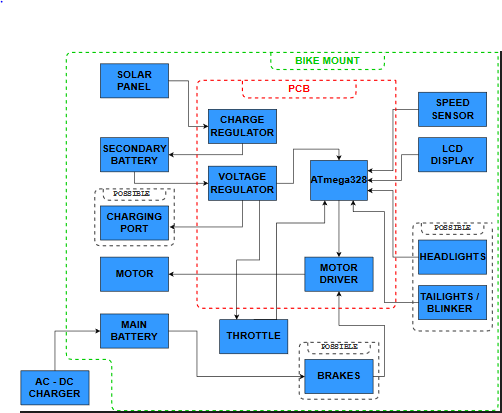 BIKE MOUNT
SOLAR
PANEL
PCB
SPEED
SENSOR
CHARGE
REGULATOR
SECONDARY
BATTERY
LCD
DISPLAY
VOLTAGE
REGULATOR
ATmega328
POSSIBLE
CHARGING
PORT
POSSIBLE
HEADLIGHTS
MOTOR
MOTOR
DRIVER
TAILIGHTS /
BLINKER
MAIN
BATTERY
THROTTLE
POSSIBLE
BRAKES
AC - DC
CHARGER